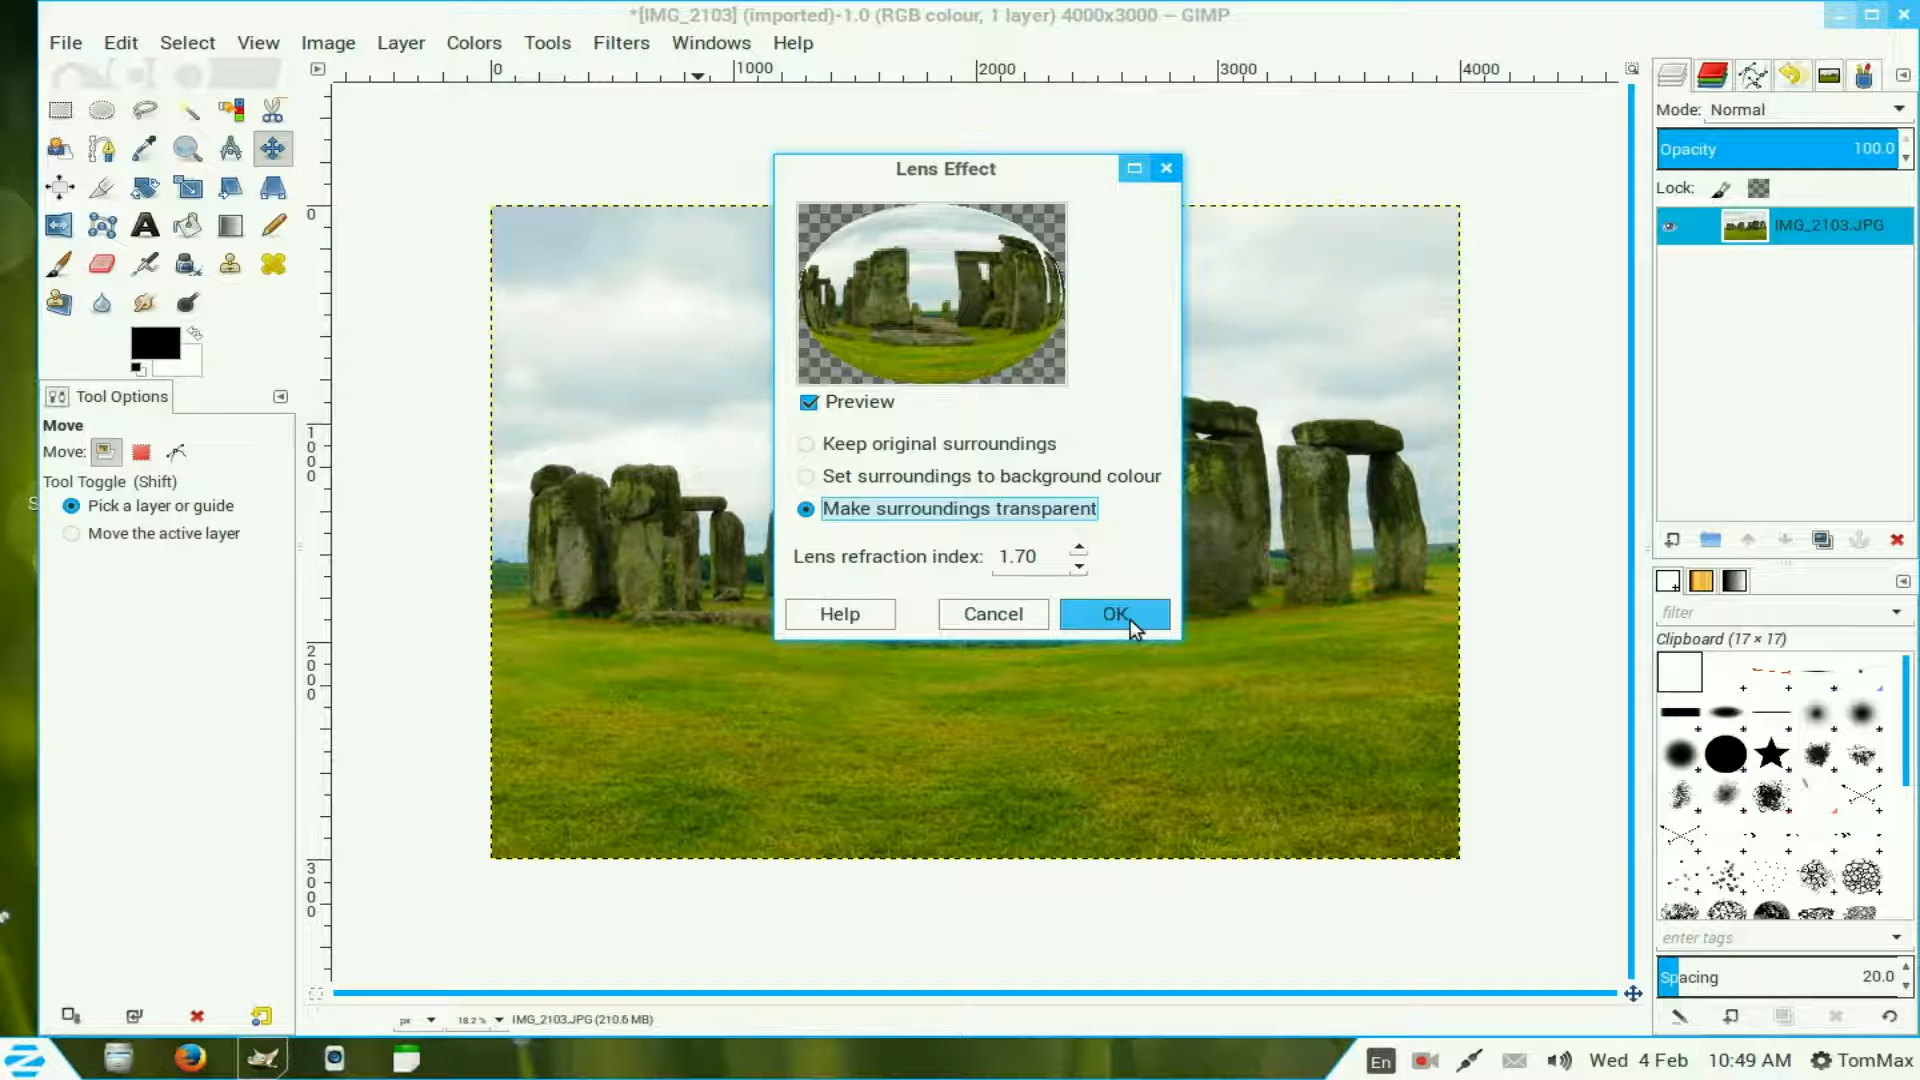 *[IMG_2103] (imported)-1.0 (RGB colour, 1 layer) 4000x3000 – GIMP
File Edit Select View Image Layer Colors Tools Filters Windows Help
0 1000 2000 3000 4000
Mode: Normal
Opacity 100.0
Lock:
IMG_2103.JPG
Lens Effect
Preview
Keep original surroundings
Set surroundings to background colour
Make surroundings transparent
Lens refraction index: 1.70
Help Cancel OK
0
1000
2000
3000
Tool Options
Move
Move:
Tool Toggle (Shift)
Pick a layer or guide
Move the active layer
filter
Clipboard (17 × 17)
enter tags
Spacing 20.0
px 18.2 % IMG_2103.JPG (210.6 MB)
En Wed 4 Feb 10:49 AM TomMax